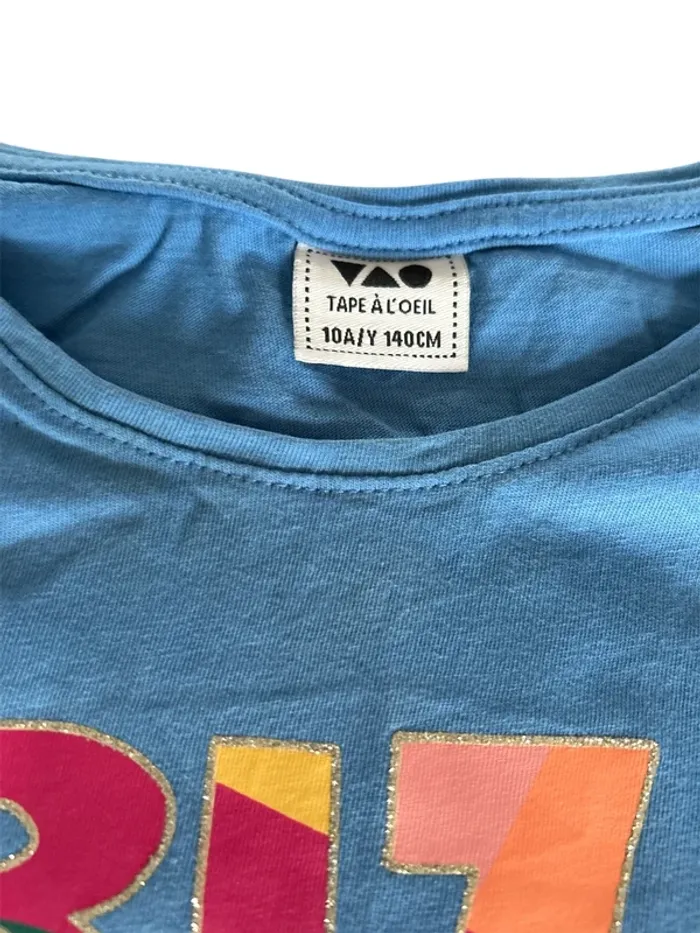 TAPE À L'OEIL
10A/Y 140CM